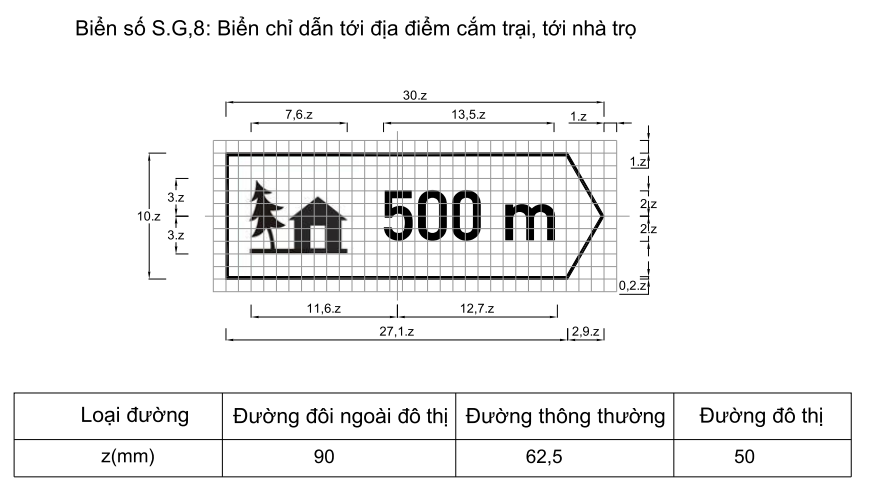 Biển số S.G,8: Biển chỉ dẫn tới địa điểm cắm trại, tới nhà trọ
30.z
7,6.z 13,5.z 1.z
1.z
3.z
10.z
3.z
500 m
2.z
2.z
0,2.z
11,6.z 12,7.z
27,1.z 2,9.z
Loại đường Đường đôi ngoài đô thị Đường thông thường Đường đô thị
z(mm) 90 62,5 50